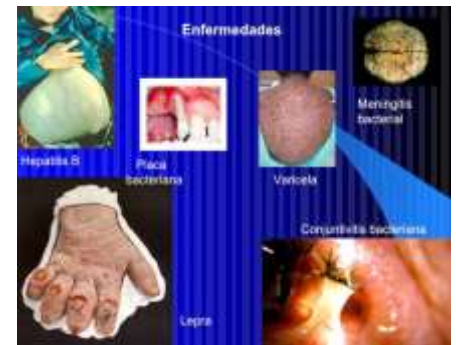 Enfermedades
Meningitis
bacterial
Hepatitis B
Placa
bacteriana
Varicela
Conjuntivitis bacteriana
Lepra